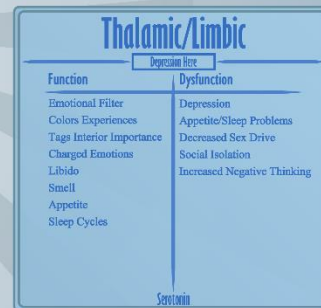 Thalamic/Limbic
Depression Here
Function
Emotional Filter
Colors Experiences
Tags Interior Importance
Charged Emotions
Libido
Smell
Appetite
Sleep Cycles
Dysfunction
Depression
Appetite/Sleep Problems
Decreased Sex Drive
Social Isolation
Increased Negative Thinking
Serotonin